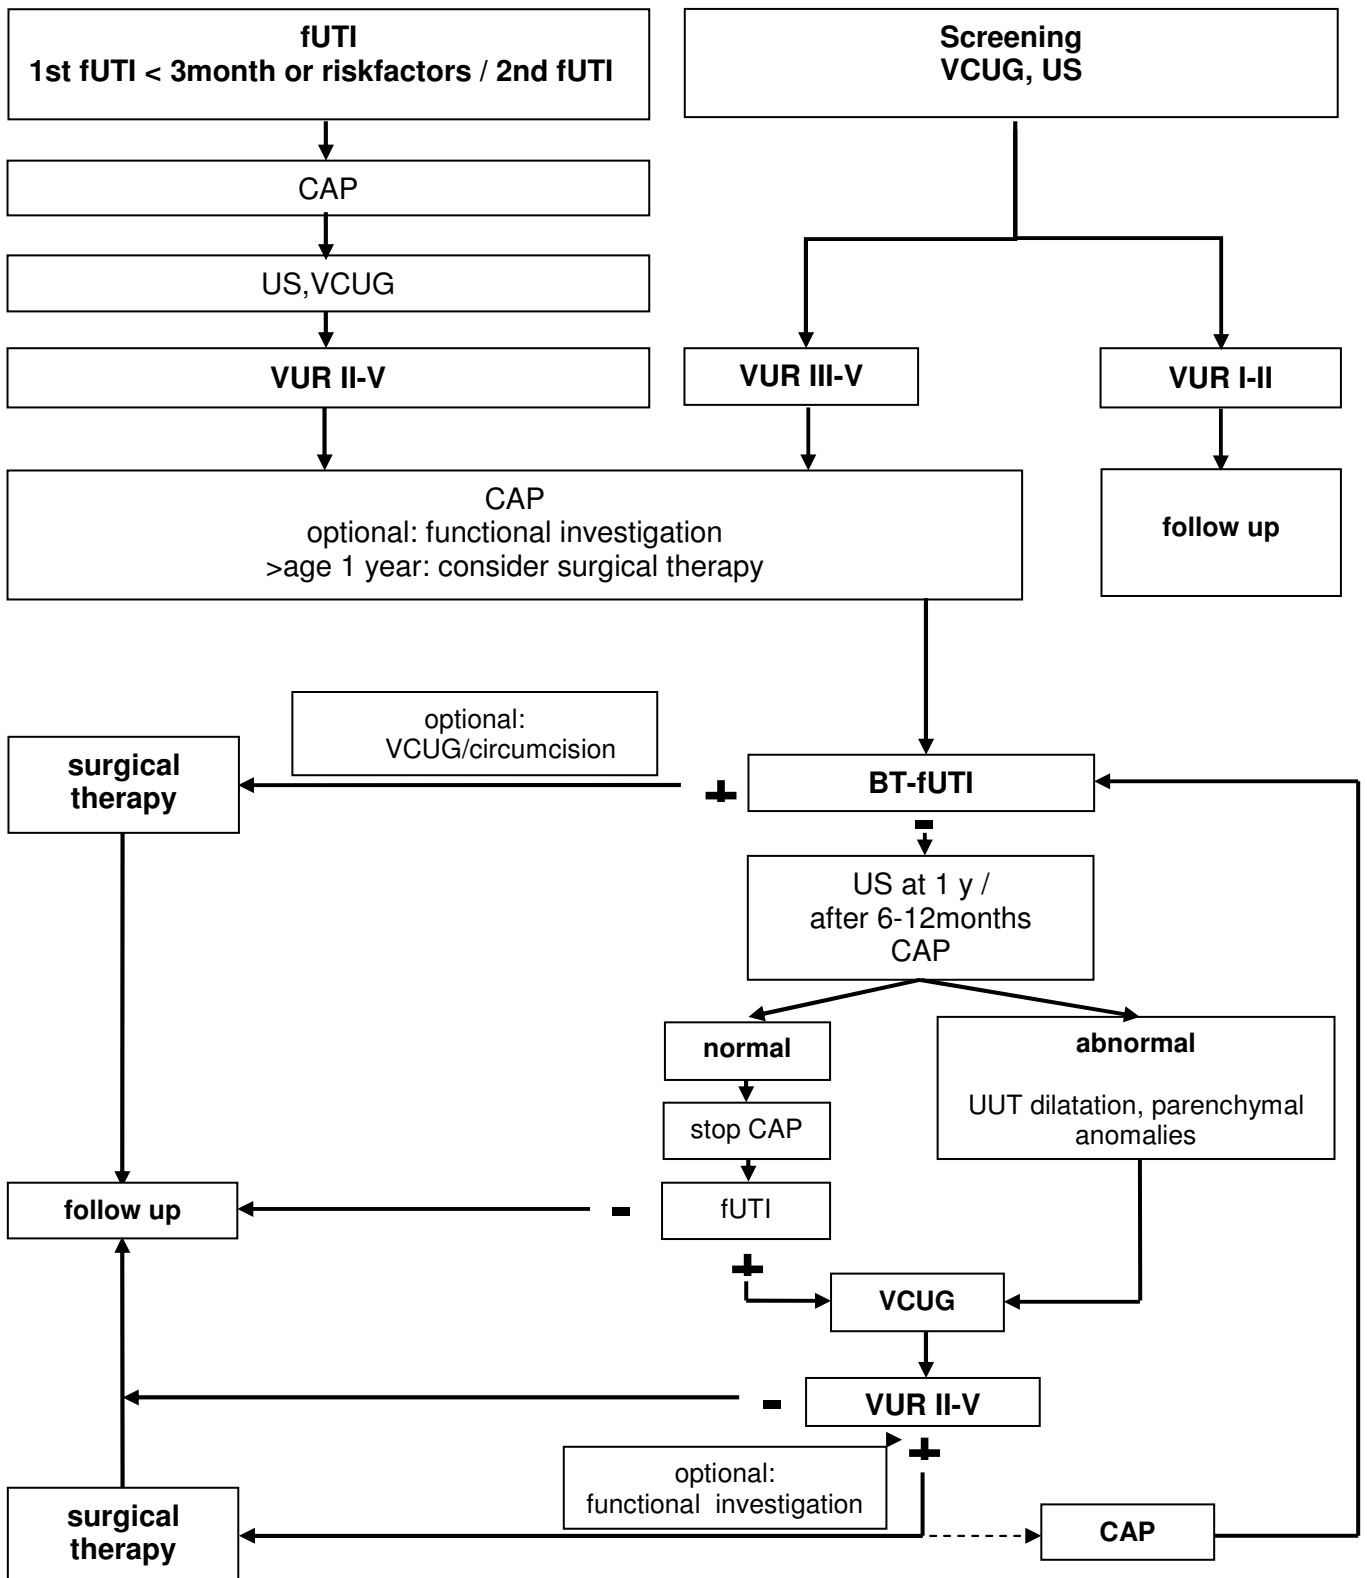 fUTI
1st fUTI < 3month or riskfactors / 2nd fUTI
Screening
VCUG, US
CAP
US,VCUG
VUR II-V
VUR III-V
VUR I-II
CAP
optional: functional investigation
>age 1 year: consider surgical therapy
follow up
optional:
VCUG/circumcision
surgical
therapy
+
BT-fUTI
-
US at 1 y /
after 6-12months
CAP
normal
abnormal
UUT dilatation, parenchymal
anomalies
stop CAP
follow up
-
fUTI
+
VCUG
-
VUR II-V
+
optional:
functional investigation
surgical
therapy
CAP